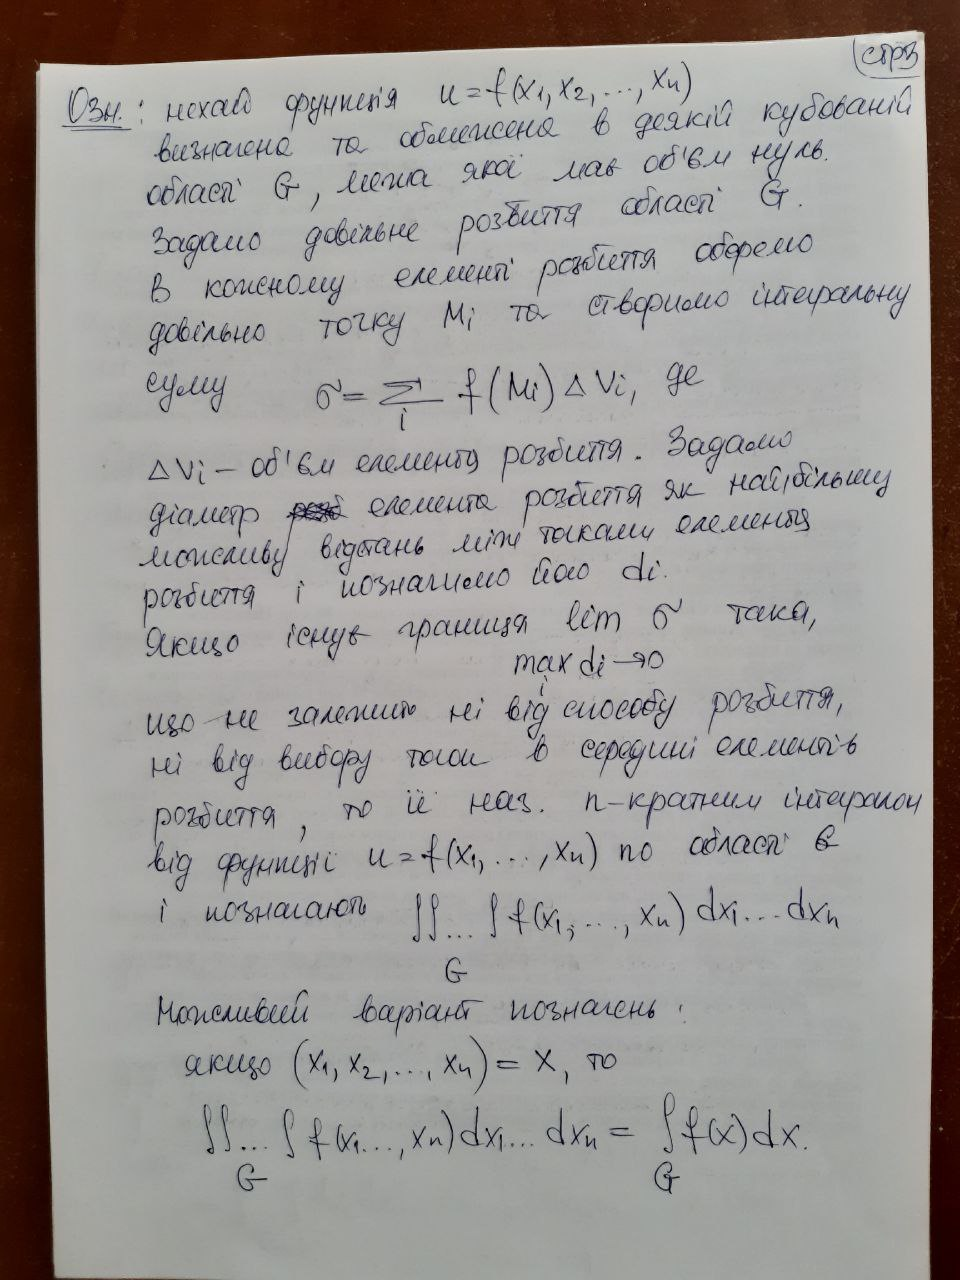 стр3
Озн.: нехай функція u = f(x₁, x₂, ..., xₙ)
визначена та обмежена в деякій кубованій
області G, межа якої має об'єм нуль.
Задамо довільне розбиття області G.
В кожному елементі розбиття оберемо
довільно точку Mᵢ та створимо інтегральну
суму σ = ∑ᵢ f(Mᵢ) ΔVᵢ, де
ΔVᵢ – об'єм елемента розбиття. Задамо
діаметр елемента розбиття як найбільшу
можливу відстань між точками елемента
розбиття і позначимо його dᵢ.
Якщо існує границя lim σ така,
max dᵢ → 0
i
що не залежить ні від способу розбиття,
ні від вибору точок в середині елементів
розбиття, то її наз. n-кратним інтегралом
від функції u = f(x₁, ..., xₙ) по області G
і позначають ∫∫...∫ f(x₁, ..., xₙ) dx₁...dxₙ
G
Можливий варіант позначень:
якщо (x₁, x₂, ..., xₙ) = x, то
∫∫...∫ f(x₁..., xₙ) dx₁...dxₙ = ∫ f(x) dx.
G G